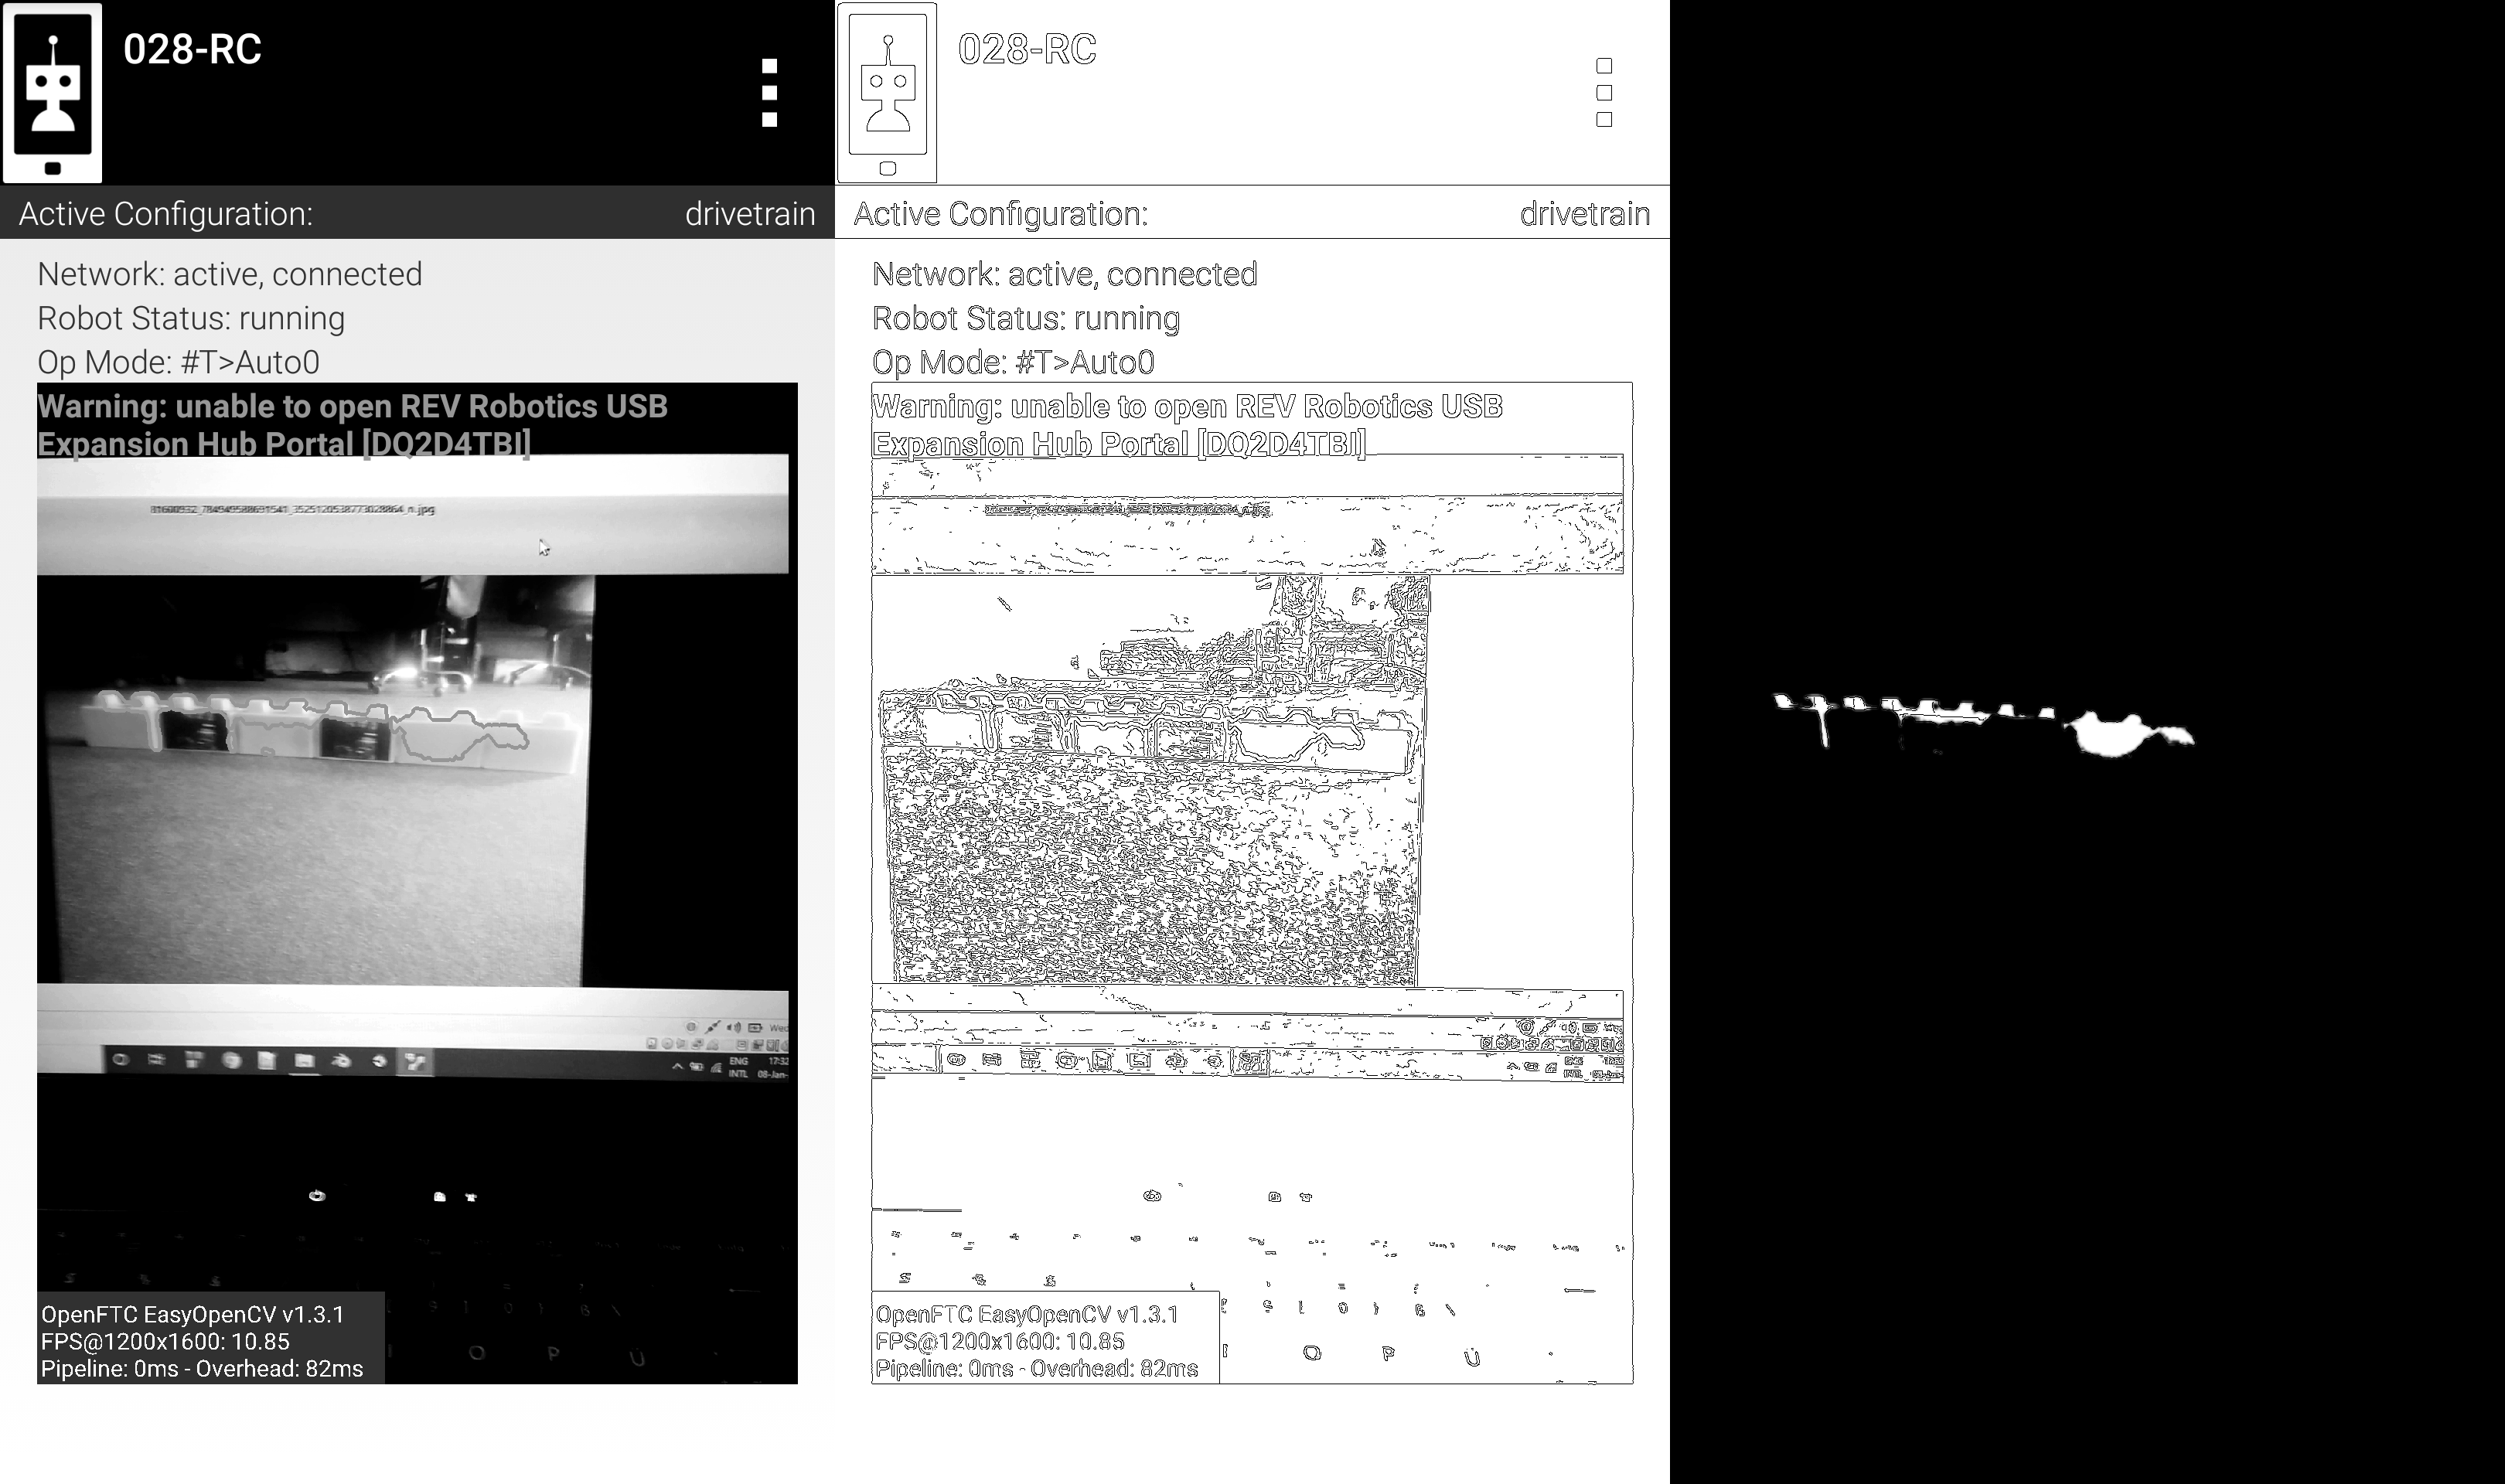 028-RC
Active Configuration: drivetrain
Network: active, connected
Robot Status: running
Op Mode: #T>Auto0
Warning: unable to open REV Robotics USB
Expansion Hub Portal [DQ2D4TBI]
Wed
ENG 17:32
INTL 08-Jan-
O P Ü
OpenFTC EasyOpenCV v1.3.1
FPS@1200x1600: 10.85
Pipeline: 0ms - Overhead: 82ms
028-RC
Active Configuration: drivetrain
Network: active, connected
Robot Status: running
Op Mode: #T>Auto0
Warning: unable to open REV Robotics USB
Expansion Hub Portal [DQ2D4TBI]
O P Ü
OpenFTC EasyOpenCV v1.3.1
FPS@1200x1600: 10.85
Pipeline: 0ms - Overhead: 82ms